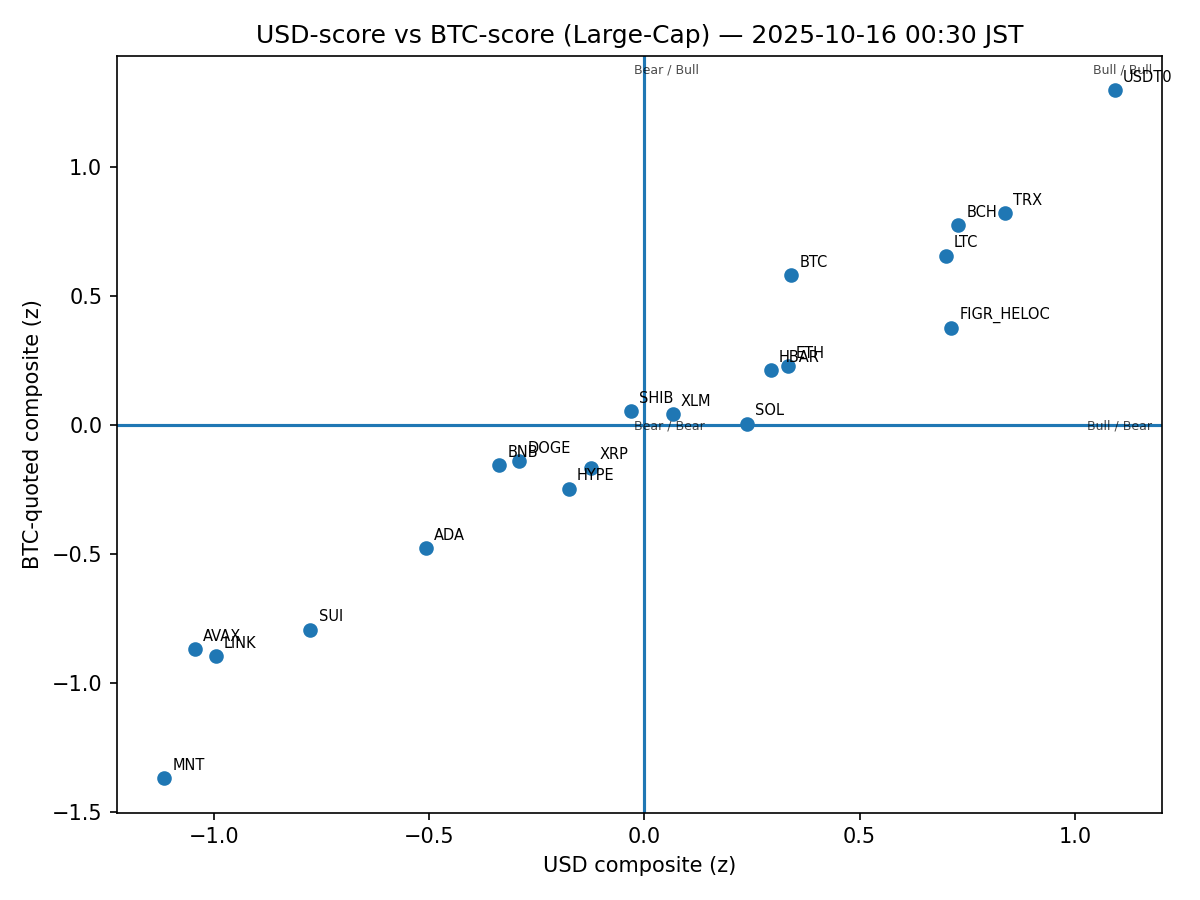 USD-score vs BTC-score (Large-Cap) — 2025-10-16 00:30 JST
Bear / Bull
Bull / Bull
USDT0
TRX
BCH
LTC
BTC
FIGR_HELOC
ETH
HBAR
SHIB
XLM
SOL
Bear / Bear
Bull / Bear
BNB
DOGE
XRP
HYPE
ADA
SUI
AVAX
LINK
MNT
1.0
0.5
0.0
−0.5
−1.0
−1.5
BTC-quoted composite (z)
−1.0
−0.5
0.0
0.5
1.0
USD composite (z)